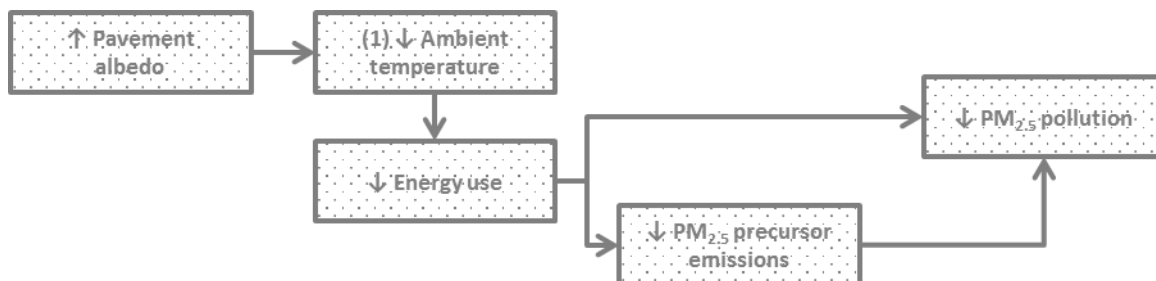 ↑ Pavement
albedo
(1) ↓ Ambient
temperature
↓ PM2.5 pollution
↓ Energy use
↓ PM2.5 precursor
emissions